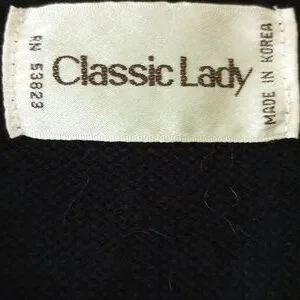 RN 53823
Classic Lady
MADE IN KOREA